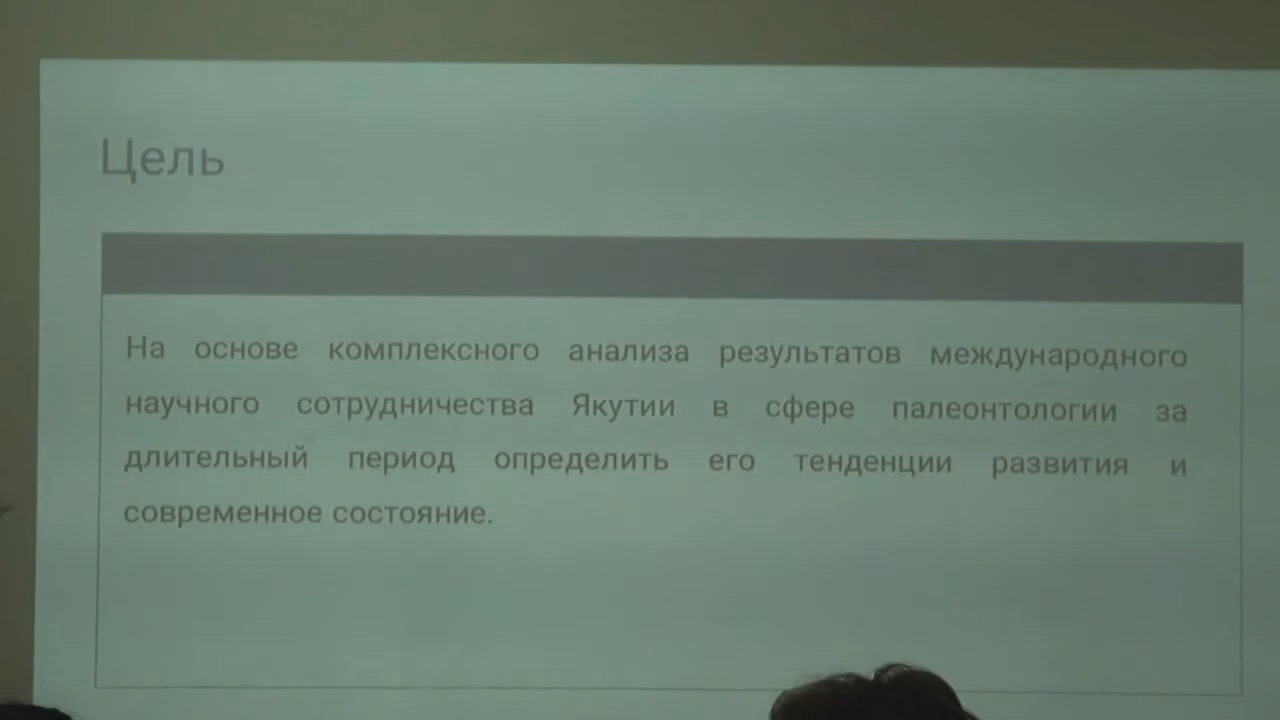 Цель
На основе комплексного анализа результатов международного
научного сотрудничества Якутии в сфере палеонтологии за
длительный период определить его тенденции развития и
современное состояние.